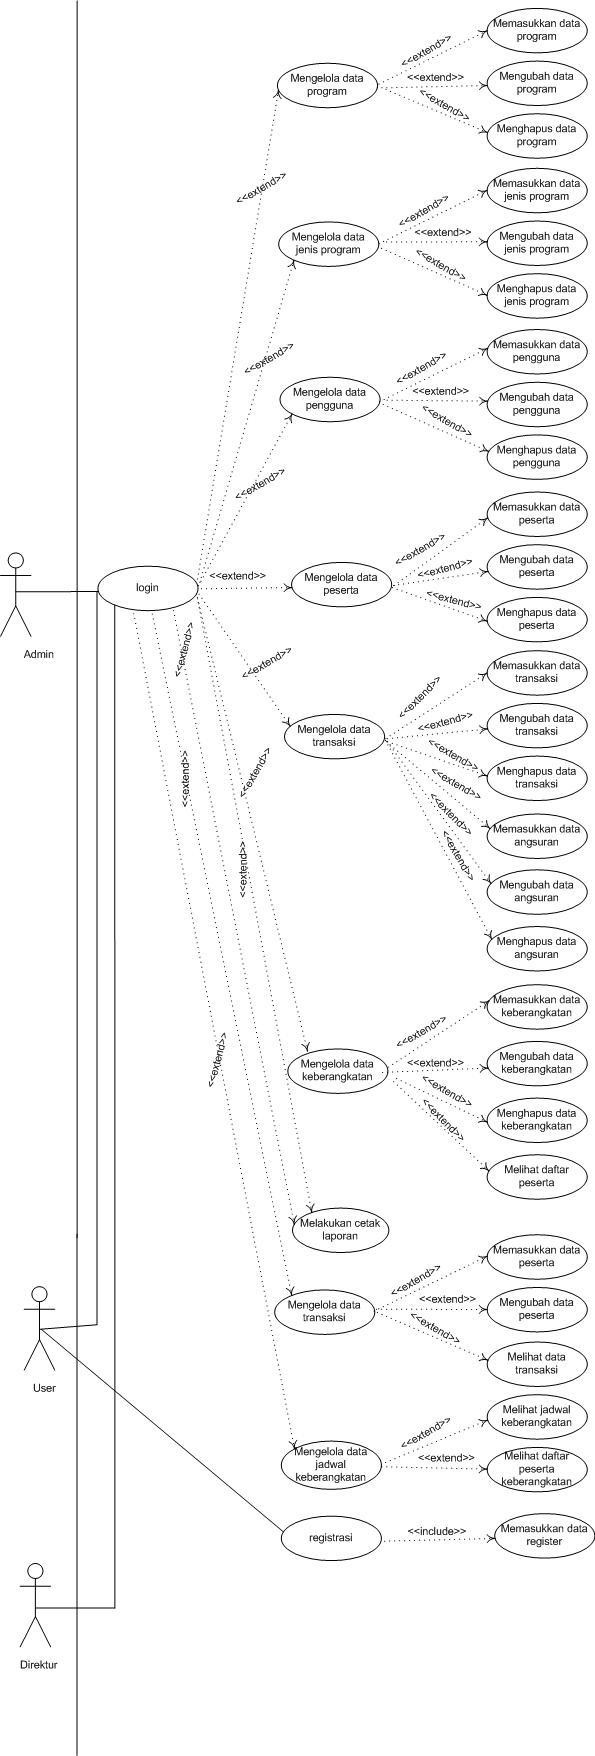 Memasukkan data
program
<<extend>>
Mengelola data
program
<<extend>>
Mengubah data
program
<<extend>>
Menghapus data
program
<<extend>>
Memasukkan data
jenis program
<<extend>>
Mengelola data
jenis program
<<extend>>
Mengubah data
jenis program
<<extend>>
Menghapus data
jenis program
<<extend>>
Memasukkan data
pengguna
<<extend>>
Mengelola data
pengguna
<<extend>>
Mengubah data
pengguna
<<extend>>
Menghapus data
pengguna
<<extend>>
Memasukkan data
peserta
<<extend>>
Admin
login
<<extend>>
Mengelola data
peserta
<<extend>>
Mengubah data
peserta
<<extend>>
Menghapus data
peserta
<<extend>>
<<extend>>
Memasukkan data
transaksi
<<extend>>
Mengelola data
transaksi
<<extend>>
Mengubah data
transaksi
<<extend>>
Menghapus data
transaksi
<<extend>>
<<extend>>
<<extend>>
Memasukkan data
angsuran
<<extend>>
<<extend>>
Mengubah data
angsuran
<<extend>>
Menghapus data
angsuran
Memasukkan data
keberangkatan
<<extend>>
<<extend>>
Mengelola data
keberangkatan
<<extend>>
Mengubah data
keberangkatan
<<extend>>
Menghapus data
keberangkatan
<<extend>>
Melihat daftar
peserta
Melakukan cetak
laporan
Memasukkan data
peserta
<<extend>>
Mengelola data
transaksi
<<extend>>
Mengubah data
peserta
<<extend>>
Melihat data
transaksi
User
Melihat jadwal
keberangkatan
<<extend>>
Mengelola data
jadwal
keberangkatan
<<extend>>
Melihat daftar
peserta
keberangkatan
registrasi
<<include>>
Memasukkan data
register
Direktur